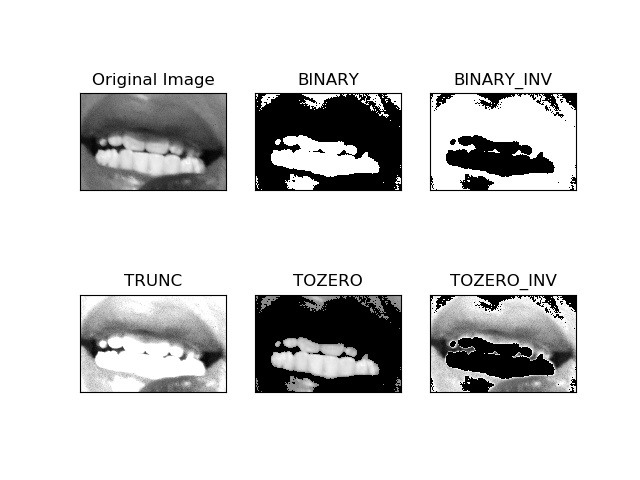 Original Image
BINARY
BINARY_INV
TRUNC
TOZERO
TOZERO_INV